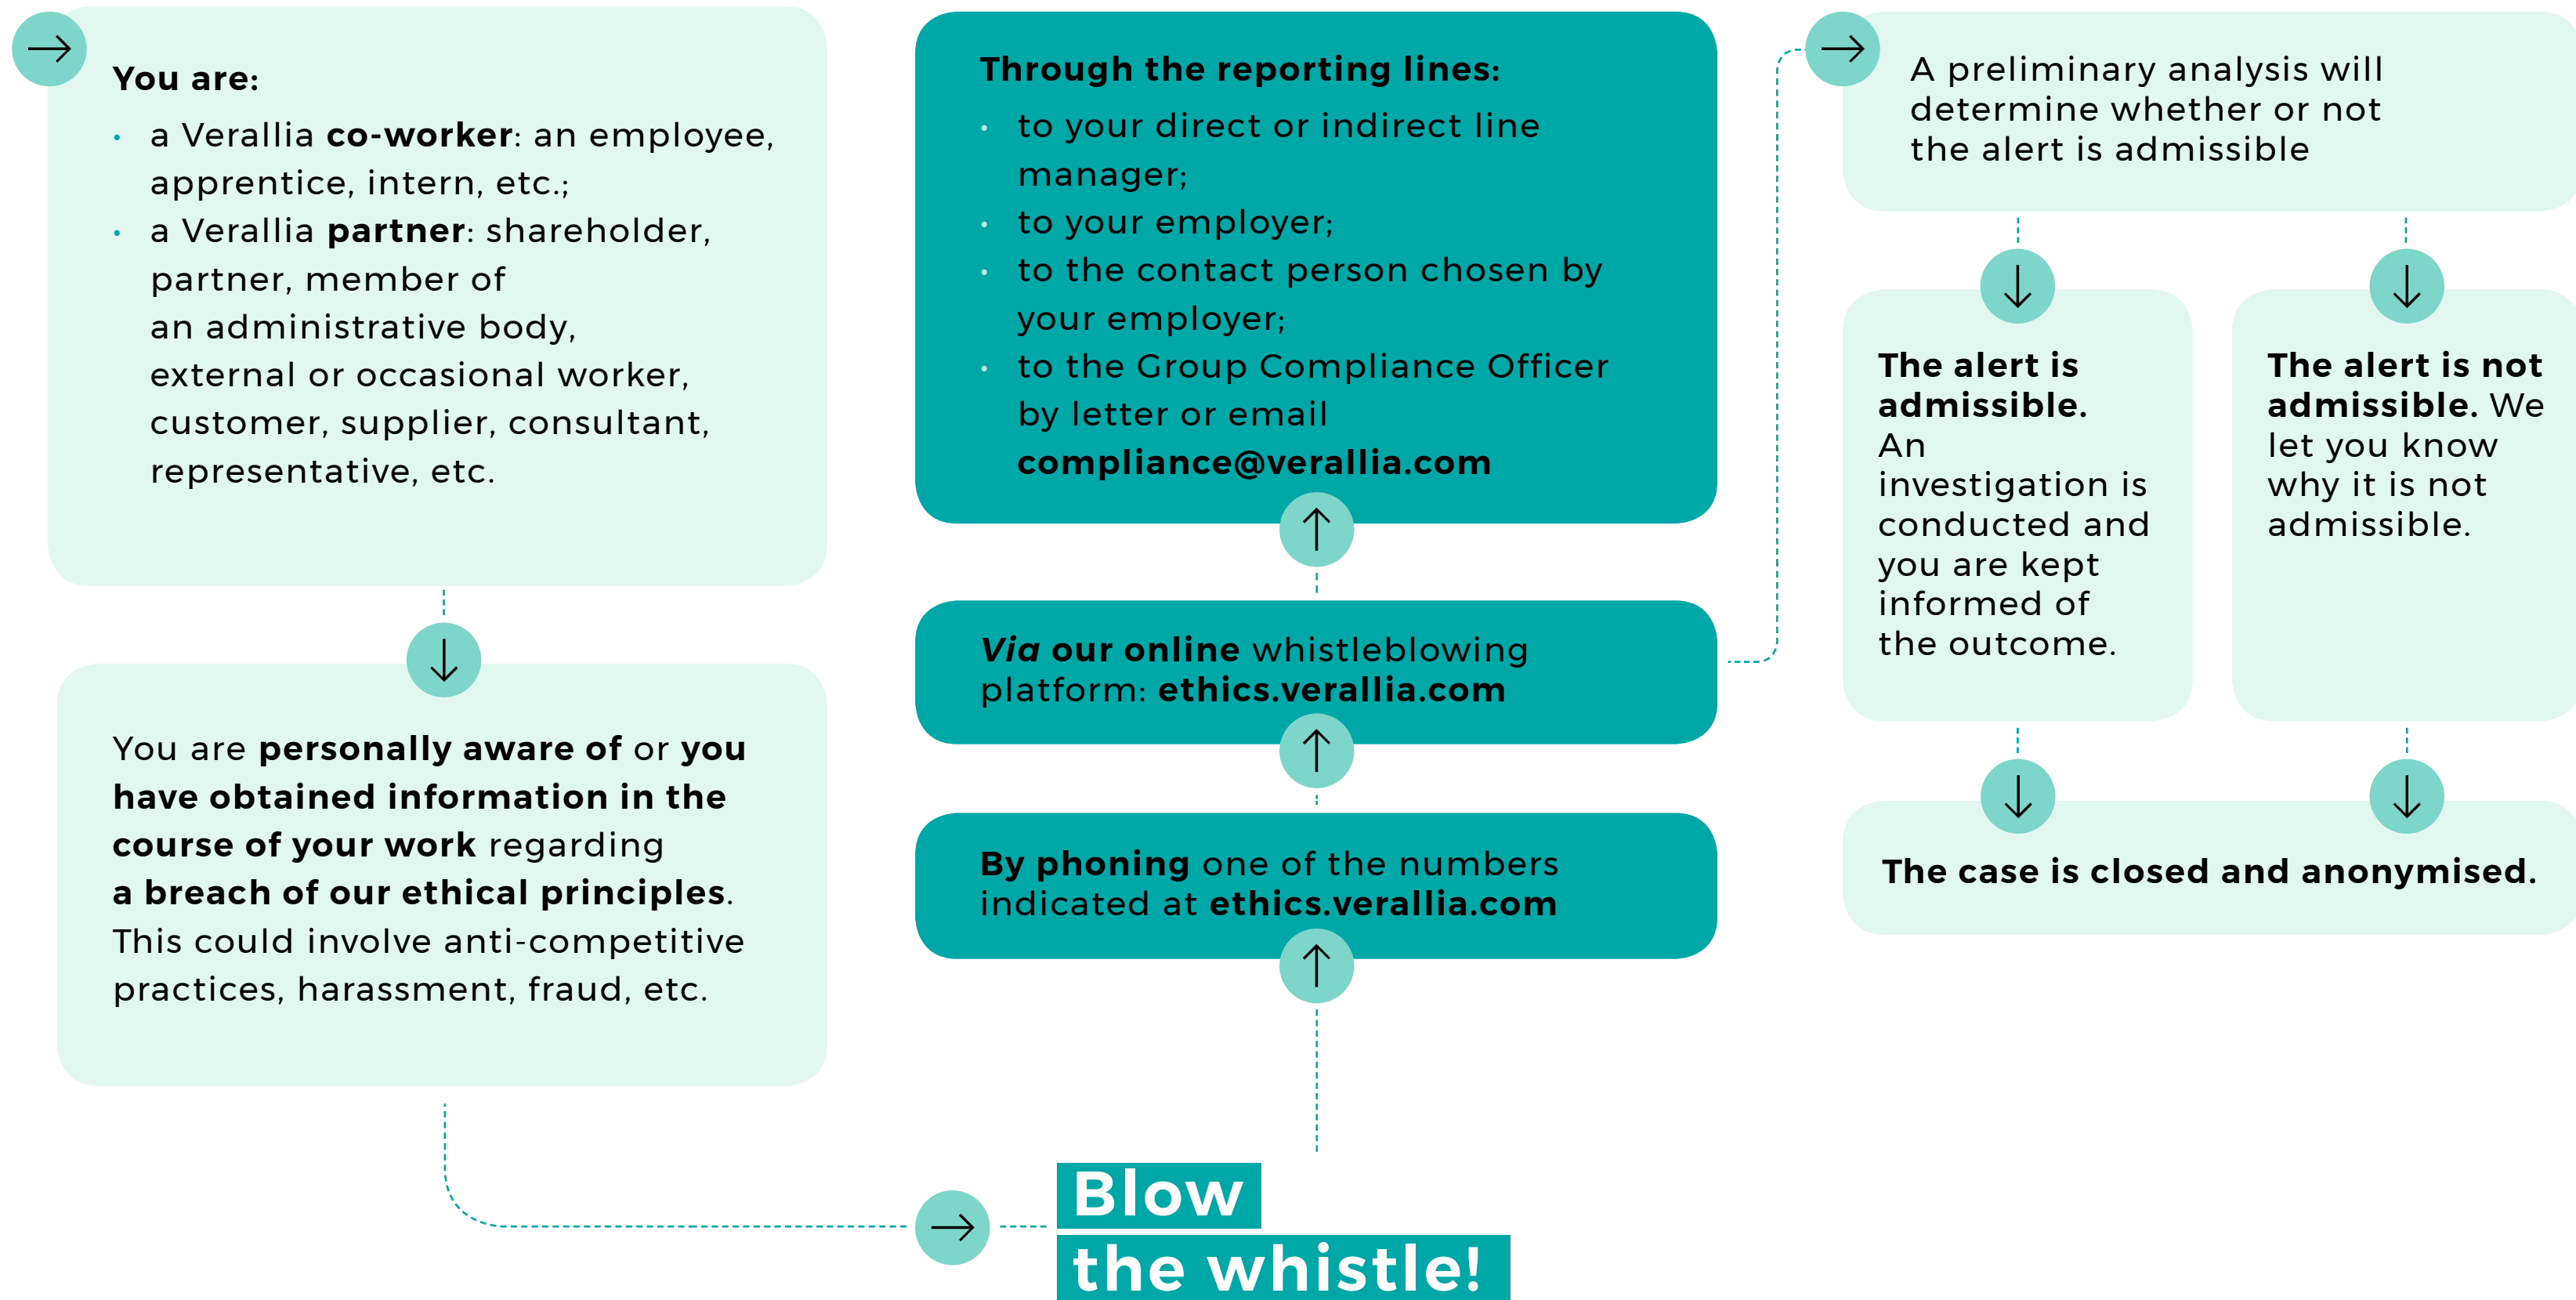 You are:
• a Verallia co-worker: an employee,
apprentice, intern, etc.;
• a Verallia partner: shareholder,
partner, member of
an administrative body,
external or occasional worker,
customer, supplier, consultant,
representative, etc.
You are personally aware of or you
have obtained information in the
course of your work regarding
a breach of our ethical principles.
This could involve anti-competitive
practices, harassment, fraud, etc.
Blow
the whistle!
By phoning one of the numbers
indicated at ethics.verallia.com
Via our online whistleblowing
platform: ethics.verallia.com
Through the reporting lines:
• to your direct or indirect line
manager;
• to your employer;
• to the contact person chosen by
your employer;
• to the Group Compliance Officer
by letter or email
compliance@verallia.com
A preliminary analysis will
determine whether or not
the alert is admissible
The alert is
admissible.
An
investigation is
conducted and
you are kept
informed of
the outcome.
The alert is not
admissible. We
let you know
why it is not
admissible.
The case is closed and anonymised.